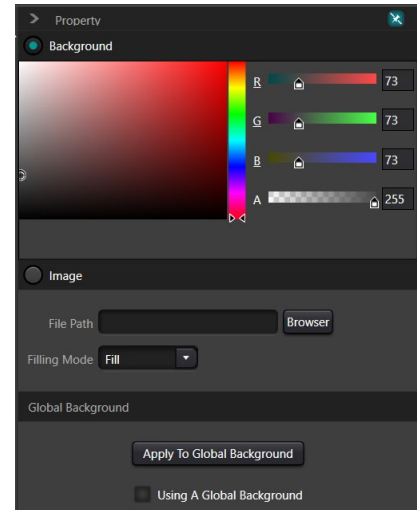 Property
Background
R 73
G 73
B 73
A 255
Image
File Path Browser
Filling Mode Fill
Global Background
Apply To Global Background
Using A Global Background